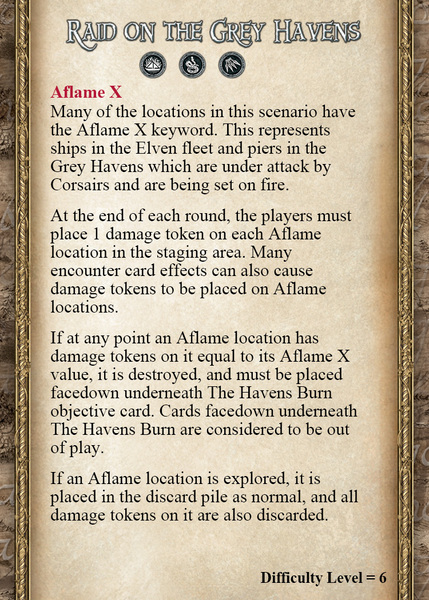 Raid on the Grey Havens
Aflame X
Many of the locations in this scenario have
the Aflame X keyword. This represents
ships in the Elven fleet and piers in the
Grey Havens which are under attack by
Corsairs and are being set on fire.
At the end of each round, the players must
place 1 damage token on each Aflame
location in the staging area. Many
encounter card effects can also cause
damage tokens to be placed on Aflame
locations.
If at any point an Aflame location has
damage tokens on it equal to its Aflame X
value, it is destroyed, and must be placed
facedown underneath The Havens Burn
objective card. Cards facedown underneath
The Havens Burn are considered to be out
of play.
If an Aflame location is explored, it is
placed in the discard pile as normal, and all
damage tokens on it are also discarded.
Difficulty Level = 6